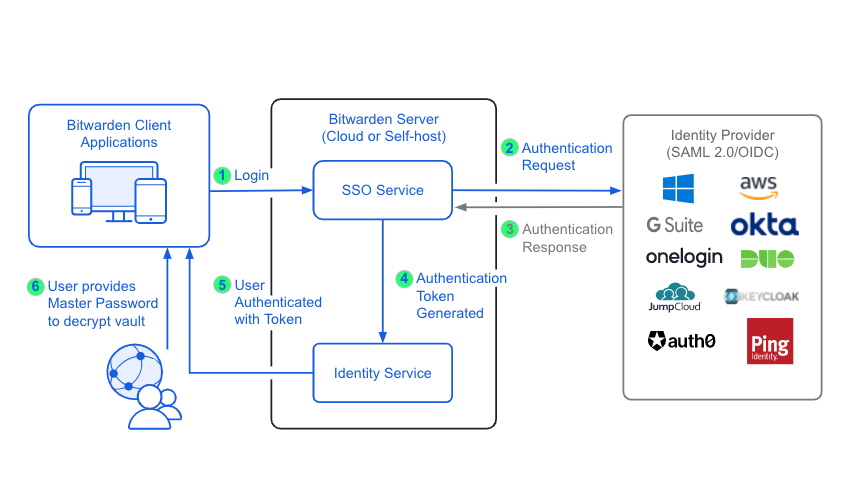 Bitwarden Client
Applications
1 Login
Bitwarden Server
(Cloud or Self-host)
SSO Service
2 Authentication
Request
3 Authentication
Response
Identity Provider
(SAML 2.0/OIDC)
aws
G Suite
okta
onelogin
DUO
JumpCloud
KEYCLOAK
auth0
Ping
Identity.
4 Authentication
Token
Generated
Identity Service
5 User
Authenticated
with Token
6 User provides
Master Password
to decrypt vault